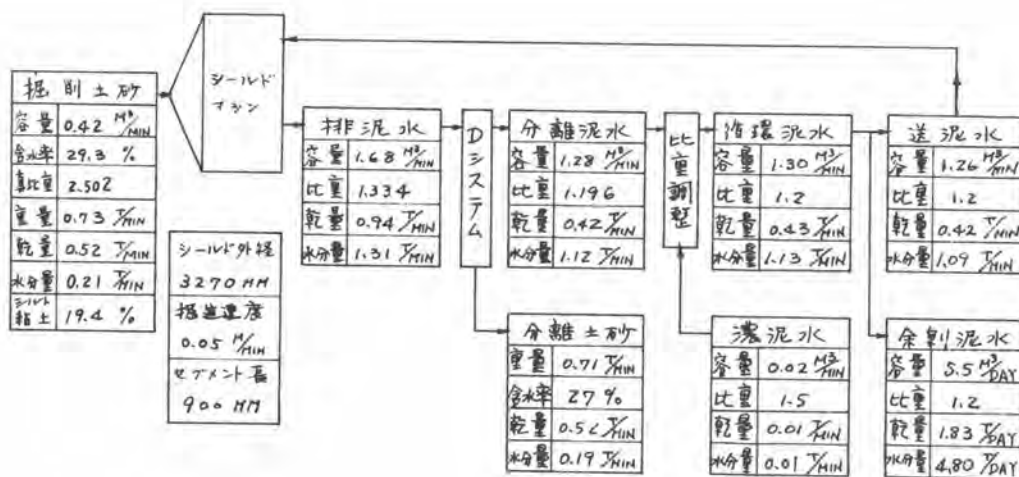 掘削土砂
容量 0.42 M³/MIN
含水率 29.3 %
真比重 2.502
重量 0.73 T/MIN
乾量 0.52 T/MIN
水分量 0.21 T/MIN
シルト粘土 19.4 %
シールドマシン
シールド外径
3270 MM
掘進速度
0.05 M/MIN
セグメント長
900 MM
排泥水
容量 1.68 M³/MIN
比重 1.334
乾量 0.94 T/MIN
水分量 1.31 T/MIN
Dシステム
分離泥水
容量 1.28 M³/MIN
比重 1.196
乾量 0.42 T/MIN
水分量 1.12 T/MIN
分離土砂
重量 0.71 T/MIN
含水率 27 %
乾量 0.52 T/MIN
水分量 0.19 T/MIN
比重調整
循環泥水
容量 1.30 M³/MIN
比重 1.2
乾量 0.43 T/MIN
水分量 1.13 T/MIN
濃泥水
容量 0.02 M³/MIN
比重 1.5
乾量 0.01 T/MIN
水分量 0.01 T/MIN
送泥水
容量 1.26 M³/MIN
比重 1.2
乾量 0.42 T/MIN
水分量 1.09 T/MIN
余剰泥水
容量 5.5 M³/DAY
比重 1.2
乾量 1.83 T/DAY
水分量 4.80 T/DAY